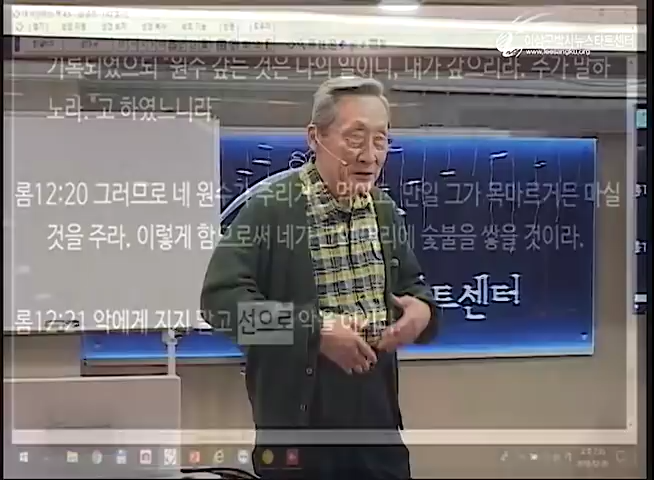 이상구박사뉴스타트센터
www.leesangku.org
기록되었으되 "원수 갚는 것은 나의 일이니, 내가 갚으리라. 주가 말하
노라. 고 하였느니라
롬12:20 그러므로 네 원수가 주리거든 먹이고, 만일 그가 목마르거든 마실
것을 주라. 이렇게 함으로써 네가 그의 머리에 숯불을 쌓을 것이라.
트센터
롬12:21 악에게 지지 말고 선으로 악을 이